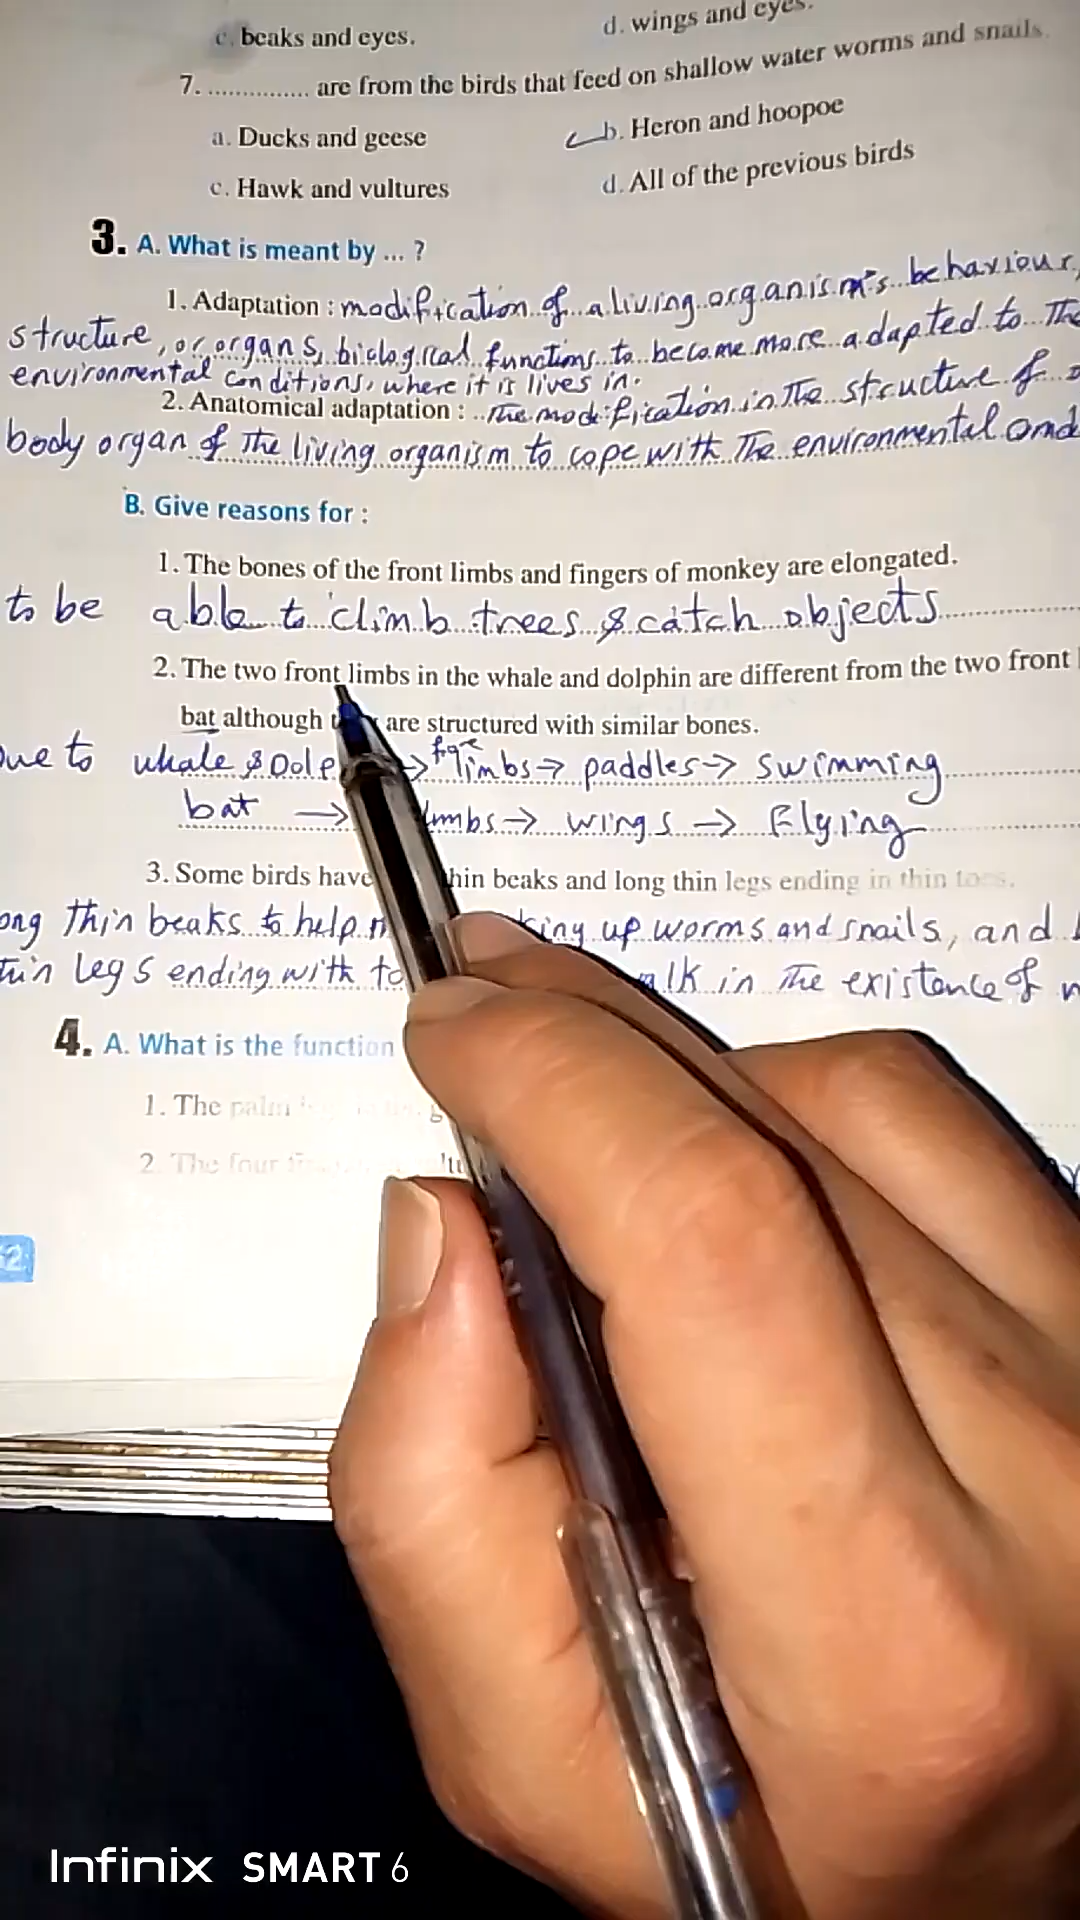 c. beaks and eyes.
d. wings and eyes.
7. .............. are from the birds that feed on shallow water worms and snails.
a. Ducks and geese
b. Heron and hoopoe
c. Hawk and vultures
d. All of the previous birds
3. A. What is meant by ... ?
1. Adaptation : modification of a living organism's behaviour,
structure, or organs, biological functions to become more adapted to the
environmental conditions, where it is lives in.
2. Anatomical adaptation : The modification in the structure of
body organ of the living organism to cope with the environmental and
B. Give reasons for :
1. The bones of the front limbs and fingers of monkey are elongated.
to be able to climb trees & catch objects
2. The two front limbs in the whale and dolphin are different from the two front
bat although are structured with similar bones.
Due to whale & Dolp → fore limbs → paddles → swimming
bat → limbs → wings → Flying
3. Some birds have thin beaks and long thin legs ending in thin toes.
ong thin beaks to help up worms and snails, and
legs ending with in the existence of
4. A. What is the function
1. The palm
2. The four
Infinix SMART 6